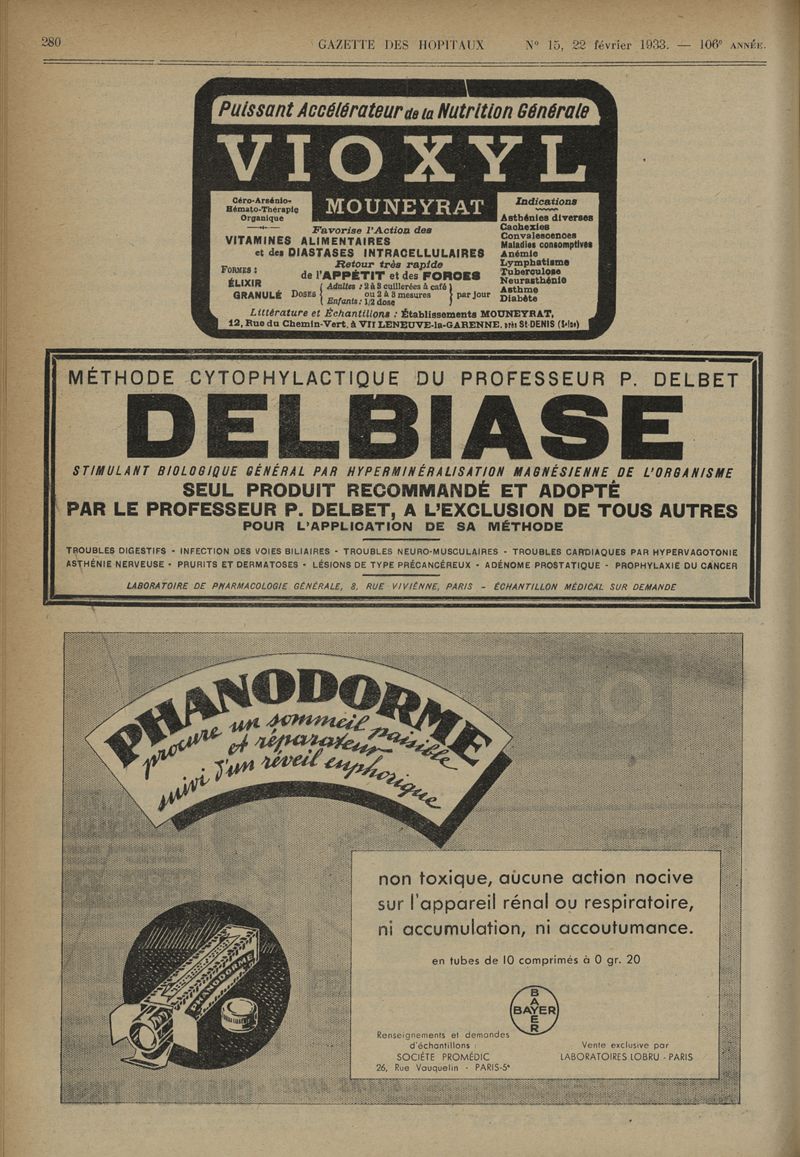 280 GAZETTE DES HOPITAUX Nº 15, 22 février 1933. — 106e ANNÉE.
Puissant Accélérateur de la Nutrition Générale
VIOXYL
MOUNEYRAT
Céro-Arsénio-
Hémato-Thérapie
Organique
Favorise l'Action des
VITAMINES ALIMENTAIRES
et des DIASTASES INTRACELLULAIRES
Retour très rapide
de l'APPÉTIT et des FORCES
FORMES :
ÉLIXIR
GRANULÉ
DOSES { Adultes : 2 à 3 cuillerées à café
ou 2 à 3 mesures
Enfants : 1/2 dose } par jour
Indications
Asthénies diverses
Cachexies
Convalescences
Maladies consomptives
Anémie
Lymphatisme
Tuberculose
Neurasthénie
Asthme
Diabète
Littérature et Échantillons : Établissements MOUNEYRAT,
12, Rue du Chemin-Vert, à VILLENEUVE-la-GARENNE, près St-DENIS (Seine)
MÉTHODE CYTOPHYLACTIQUE DU PROFESSEUR P. DELBET
DELBIASE
STIMULANT BIOLOGIQUE GÉNÉRAL PAR HYPERMINÉRALISATION MAGNÉSIENNE DE L'ORGANISME
SEUL PRODUIT RECOMMANDÉ ET ADOPTÉ
PAR LE PROFESSEUR P. DELBET, A L'EXCLUSION DE TOUS AUTRES
POUR L'APPLICATION DE SA MÉTHODE
TROUBLES DIGESTIFS - INFECTION DES VOIES BILIAIRES - TROUBLES NEURO-MUSCULAIRES - TROUBLES CARDIAQUES PAR HYPERVAGOTONIE
ASTHÉNIE NERVEUSE - PRURITS ET DERMATOSES - LÉSIONS DE TYPE PRÉCANCÉREUX - ADÉNOME PROSTATIQUE - PROPHYLAXIE DU CANCER
LABORATOIRE DE PHARMACOLOGIE GÉNÉRALE, 8, RUE VIVIÉNNE, PARIS - ÉCHANTILLON MÉDICAL SUR DEMANDE
PHANODORME
procure un sommeil paisible
et réparateur
suivi d'un réveil euphorique
PHANODORME
non toxique, aucune action nocive
sur l'appareil rénal ou respiratoire,
ni accumulation, ni accoutumance.
en tubes de 10 comprimés à 0 gr. 20
BAYER
BAYER
Renseignements et demandes
d'échantillons :
SOCIÉTÉ PROMÉDIC
26, Rue Vauquelin - PARIS-5e
Vente exclusive par
LABORATOIRES LOBRU - PARIS